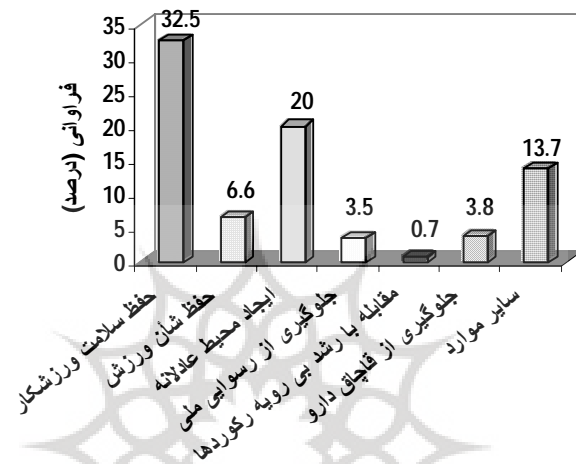 فراوانی (درصد)
35
30
25
20
15
10
5
0
32.5
6.6
20
3.5
0.7
3.8
13.7
حفظ سلامت ورزشکار
حفظ شأن ورزش
ایجاد محیط عادلانه
جلوگیری از رسوایی ملی
مقابله با رشد بی رویه رکوردها
جلوگیری از قاچاق دارو
سایر موارد